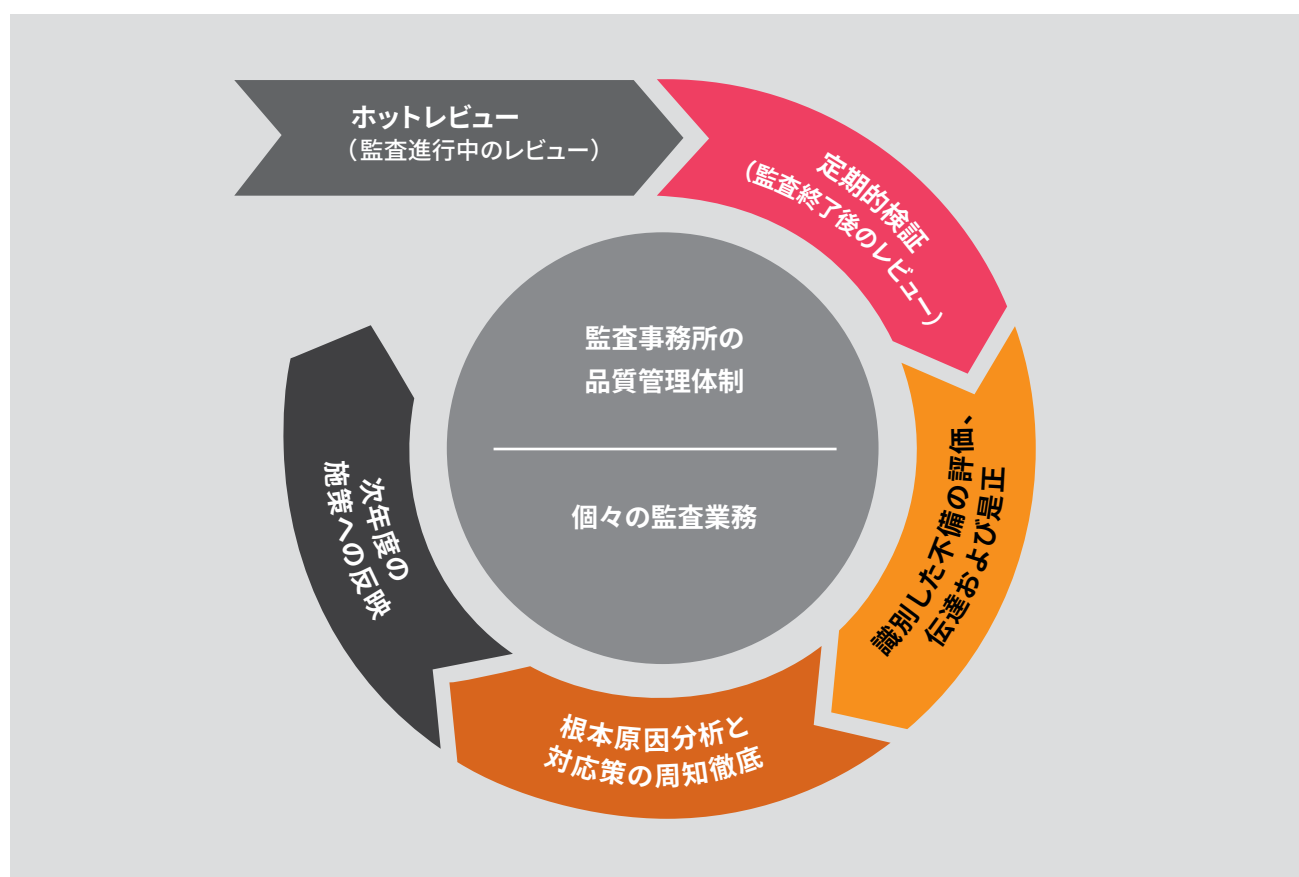 ホットレビュー
（監査進行中のレビュー）
定期的検証
（監査終了後のレビュー）
識別した不備の評価、
伝達および是正
根本原因分析と
対応策の周知徹底
次年度の
施策への反映
監査事務所の
品質管理体制
個々の監査業務